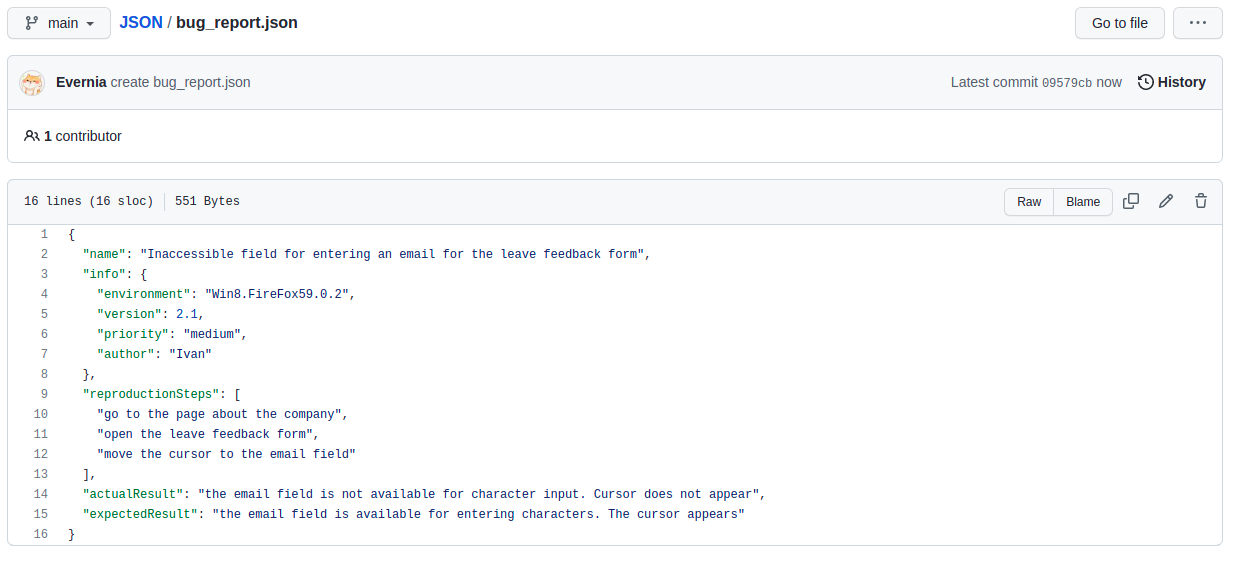 main JSON / bug_report.json Go to file ...
Evernia create bug_report.json Latest commit 09579cb now History
1 contributor
16 lines (16 sloc) 551 Bytes Raw Blame
1 {
2   "name": "Inaccessible field for entering an email for the leave feedback form",
3   "info": {
4     "environment": "Win8.FireFox59.0.2",
5     "version": 2.1,
6     "priority": "medium",
7     "author": "Ivan"
8   },
9   "reproductionSteps": [
10     "go to the page about the company",
11     "open the leave feedback form",
12     "move the cursor to the email field"
13   ],
14   "actualResult": "the email field is not available for character input. Cursor does not appear",
15   "expectedResult": "the email field is available for entering characters. The cursor appears"
16 }